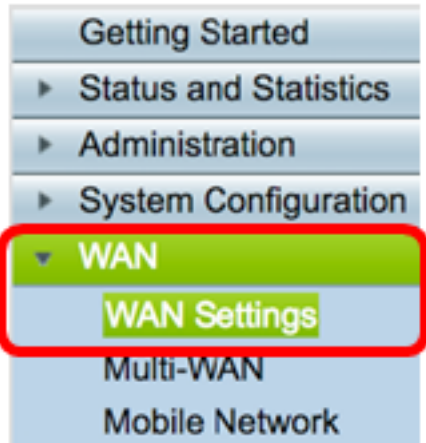 Getting Started
Status and Statistics
Administration
System Configuration
WAN
WAN Settings
Multi-WAN
Mobile Network